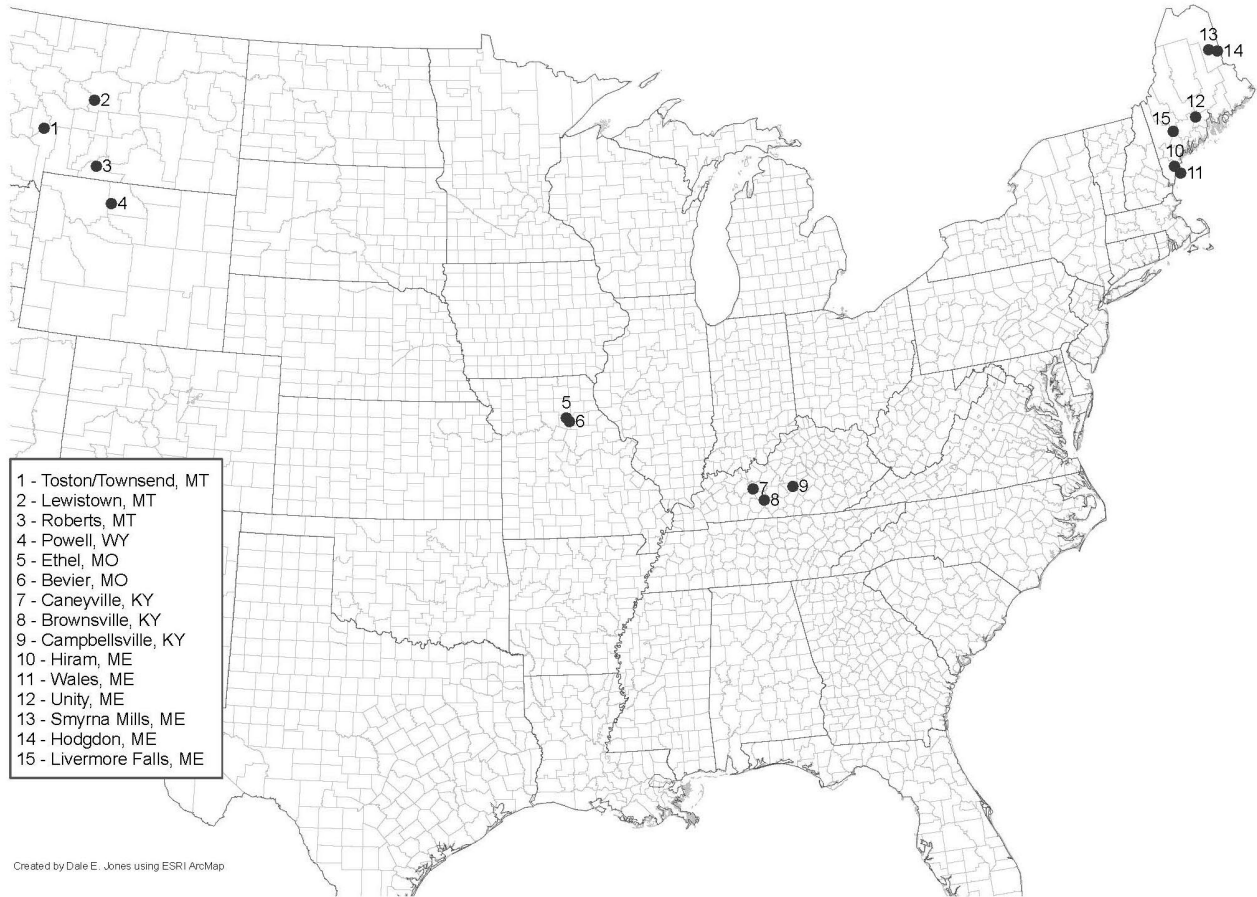 13
14
2
12
1
15
10
3
11
4
5
6
7
9
8
1 - Toston/Townsend, MT
2 - Lewistown, MT
3 - Roberts, MT
4 - Powell, WY
5 - Ethel, MO
6 - Bevier, MO
7 - Caneyville, KY
8 - Brownsville, KY
9 - Campbellsville, KY
10 - Hiram, ME
11 - Wales, ME
12 - Unity, ME
13 - Smyrna Mills, ME
14 - Hodgdon, ME
15 - Livermore Falls, ME
Created by Dale E. Jones using ESRI ArcMap